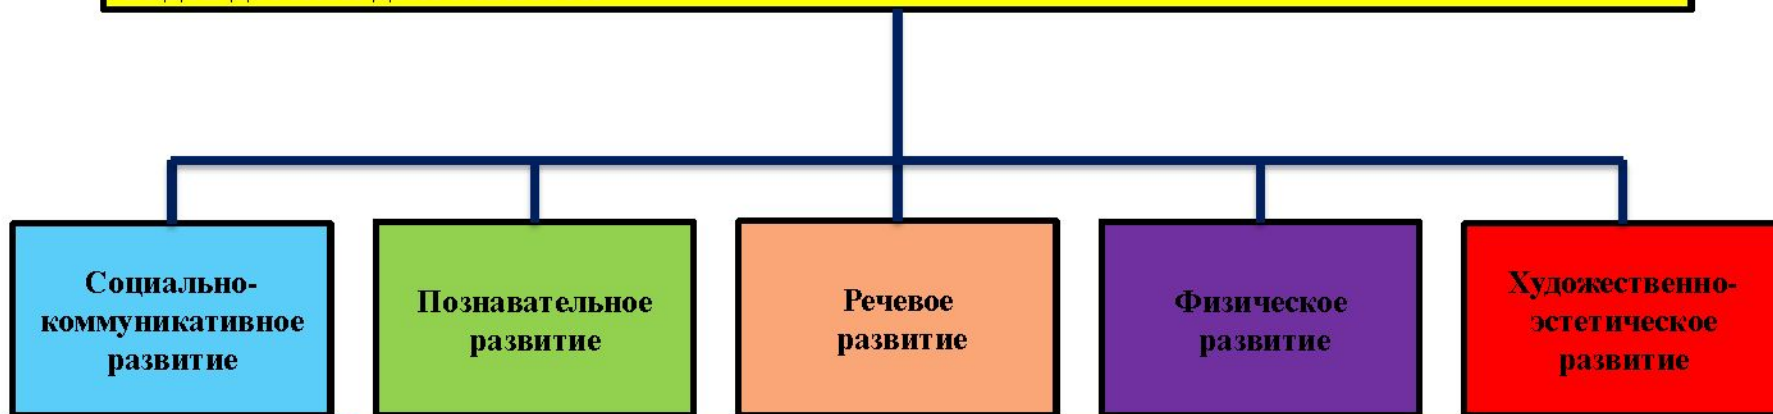 Социально-
коммуникативное
развитие
Познавательное
развитие
Речевое
развитие
Физическое
развитие
Художественно-
эстетическое
развитие